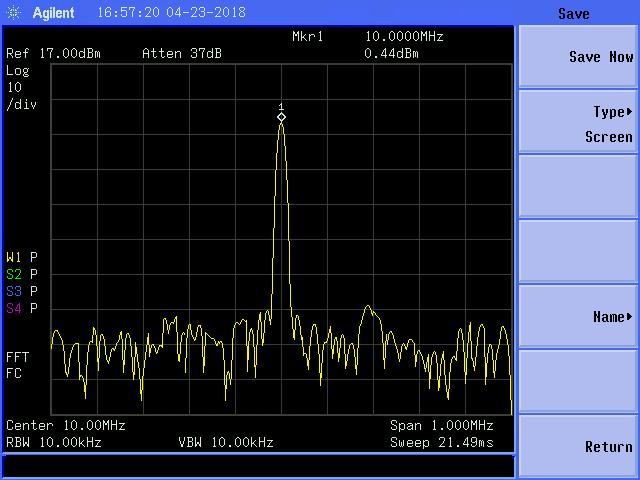 Agilent 16:57:20 04-23-2018 Save
Mkr1 10.0000MHz
Ref 17.00dBm Atten 37dB 0.44dBm
Log
10
/div
1
W1 P
S2 P
S3 P
S4 P
FFT
FC
Center 10.00MHz Span 1.000MHz
RBW 10.00kHz VBW 10.00kHz Sweep 21.49ms
Save Now
Type▸
Screen
Name▸
Return